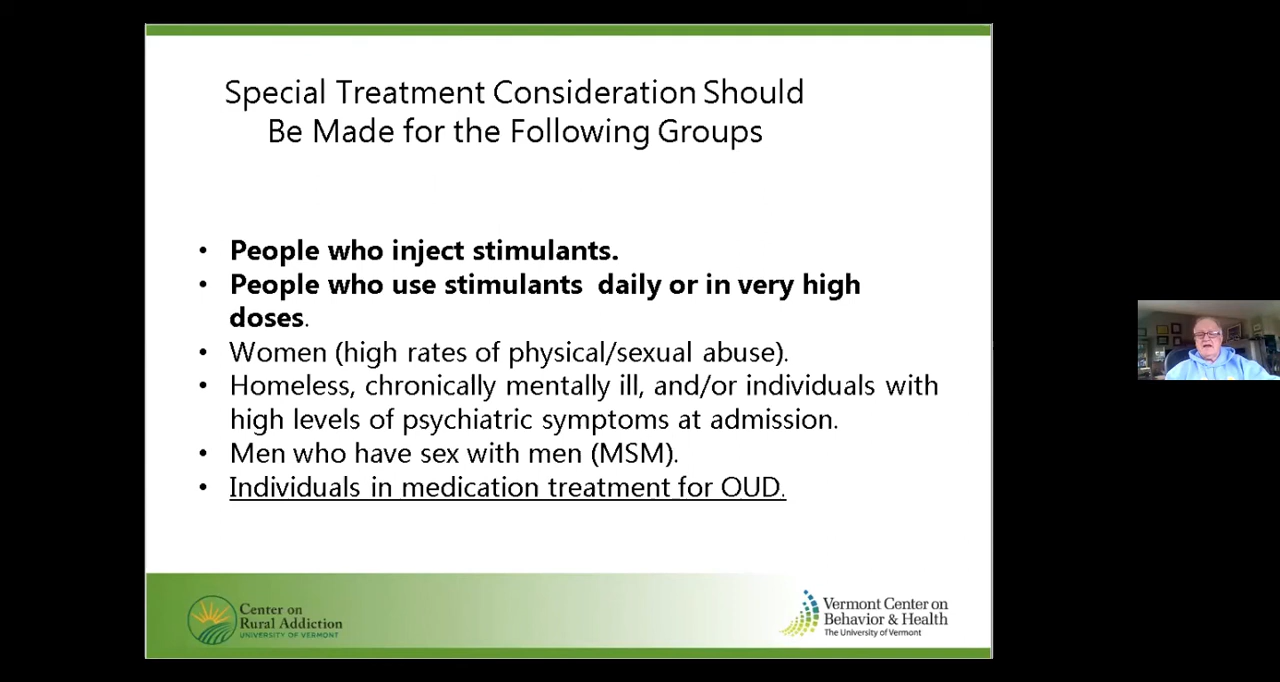 Special Treatment Consideration Should
Be Made for the Following Groups
• People who inject stimulants.
• People who use stimulants  daily or in very high
doses.
• Women (high rates of physical/sexual abuse).
• Homeless, chronically mentally ill, and/or individuals with
high levels of psychiatric symptoms at admission.
• Men who have sex with men (MSM).
• Individuals in medication treatment for OUD.
Center on
Rural Addiction
UNIVERSITY OF VERMONT
Vermont Center on
Behavior & Health
The University of Vermont